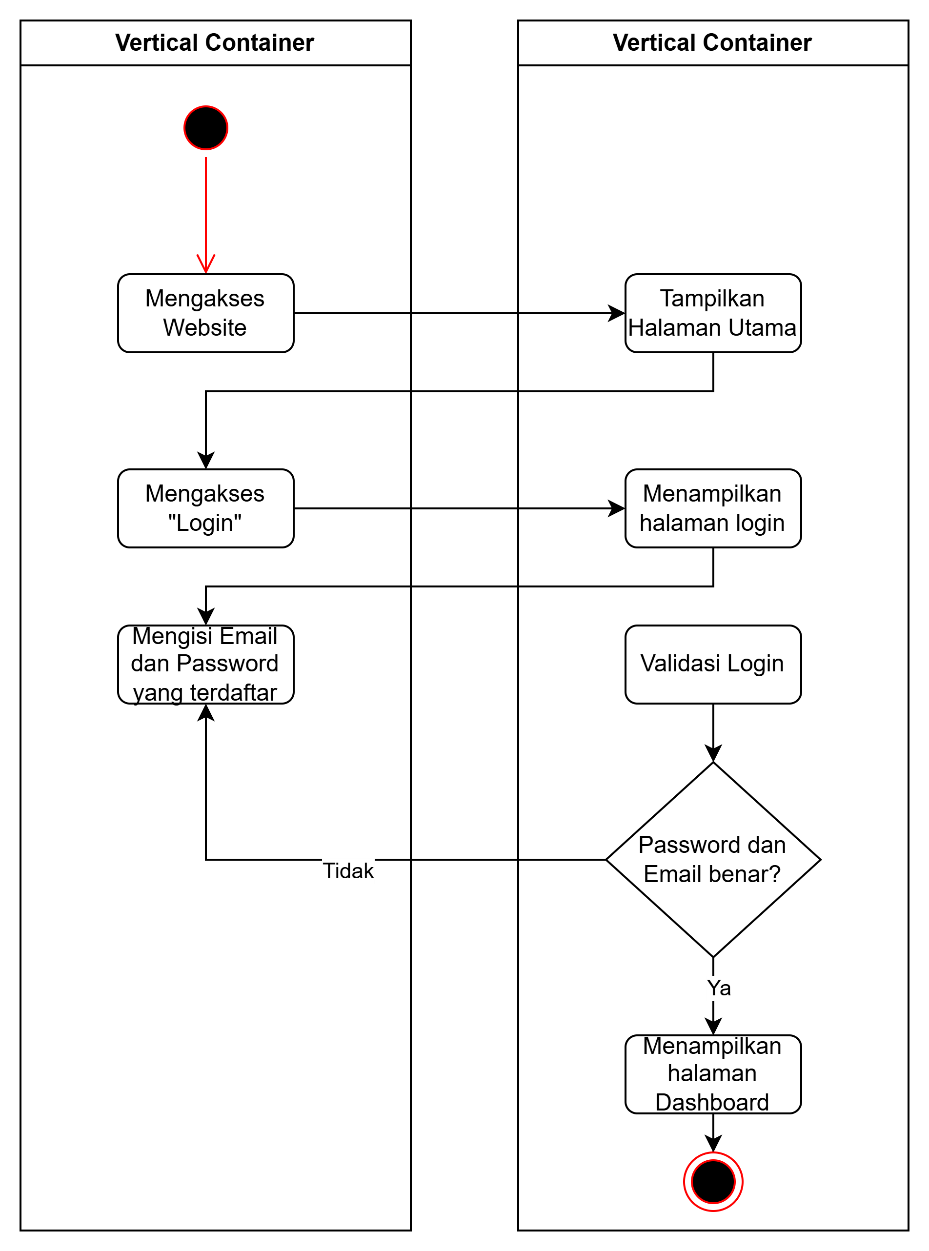 Vertical Container
Vertical Container
Mengakses
Website
Tampilkan
Halaman Utama
Mengakses
"Login"
Menampilkan
halaman login
Mengisi Email
dan Password
yang terdaftar
Validasi Login
Password dan
Email benar?
Tidak
Ya
Menampilkan
halaman
Dashboard